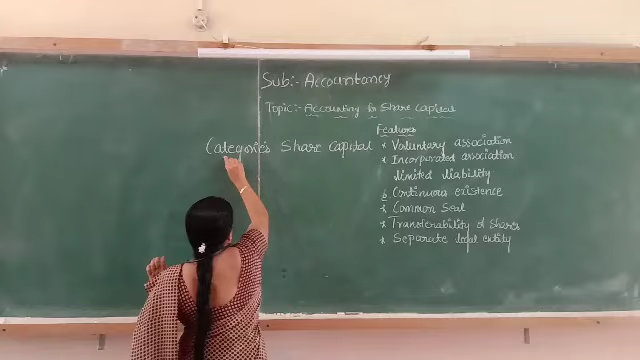 Sub:- Accountancy
Topic:- Accounting for Share Capital
Categories Share Capital
Features
* Voluntary association
* Incorporated association
limited liability
6. Continuous existence
* Common Seal
* Transferability of shares
* Separate legal entity